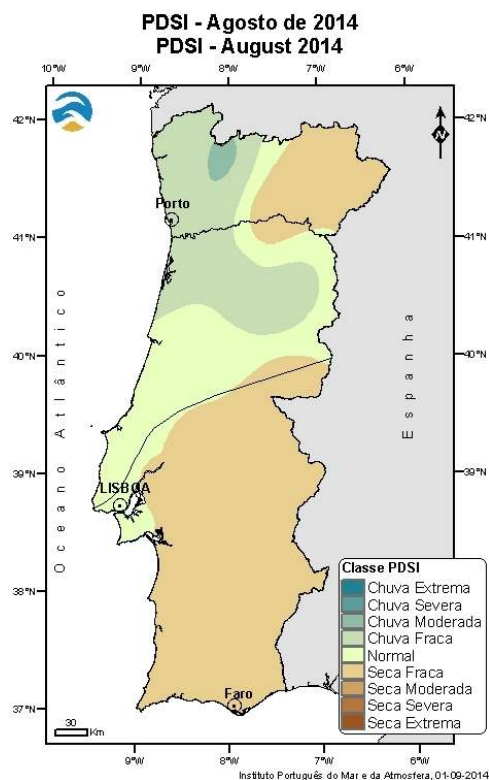 PDSI - Agosto de 2014
PDSI - August 2014
10°W 9°W 8°W 7°W 6°W
42°N 42°N
N
Porto
41°N 41°N
Oceano Atlântico
Espanha
40°N 40°N
39°N 39°N
LISBOA
38°N 38°N
Classe PDSI
Chuva Extrema
Chuva Severa
Chuva Moderada
Chuva Fraca
Normal
Seca Fraca
Seca Moderada
Seca Severa
Seca Extrema
Faro
37°N 37°N
30
Km
9°W 8°W 7°W 6°W
Instituto Português do Mar e da Atmosfera, 01-09-2014